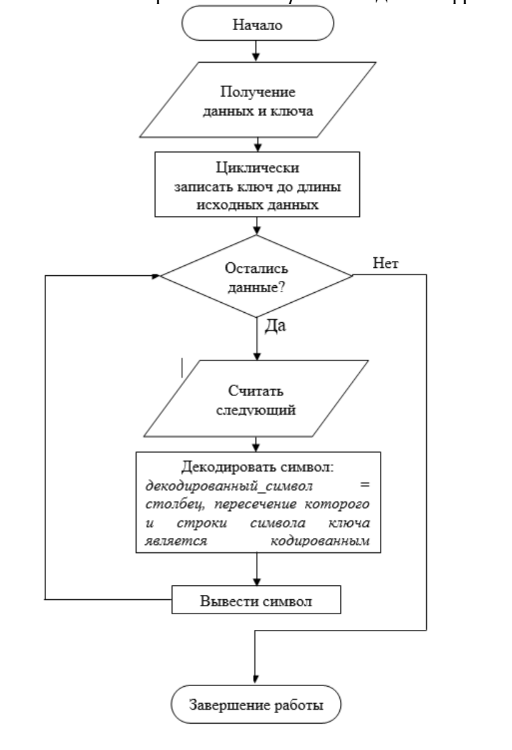 Начало
Получение
данных и ключа
Циклически
записать ключ до длины
исходных данных
Остались
данные?
Нет
Да
Считать
следующий
Декодировать символ:
декодированный_символ =
столбец, пересечение которого
и строки символа ключа
является кодированным
Вывести символ
Завершение работы